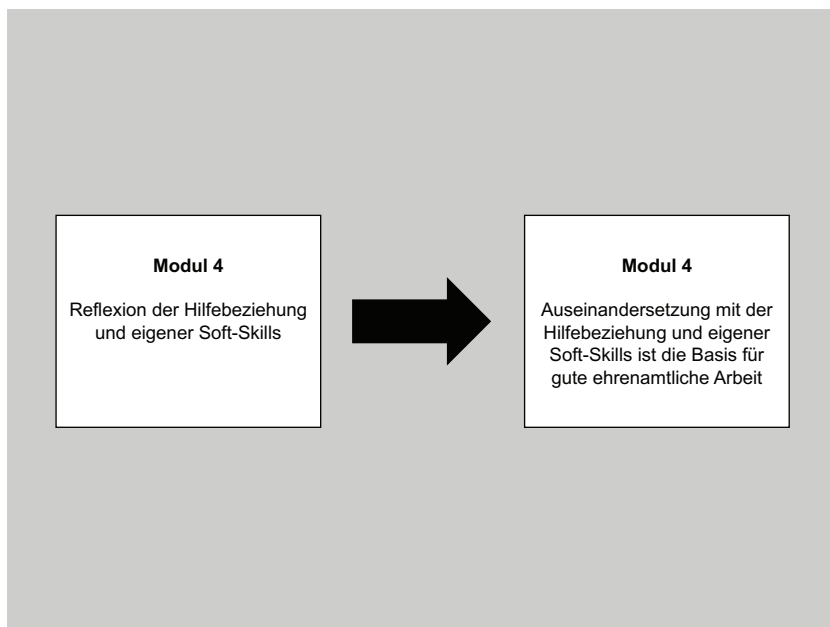 Modul 4
Reflexion der Hilfebeziehung
und eigener Soft-Skills
Modul 4
Auseinandersetzung mit der
Hilfebeziehung und eigener
Soft-Skills ist die Basis für
gute ehrenamtliche Arbeit